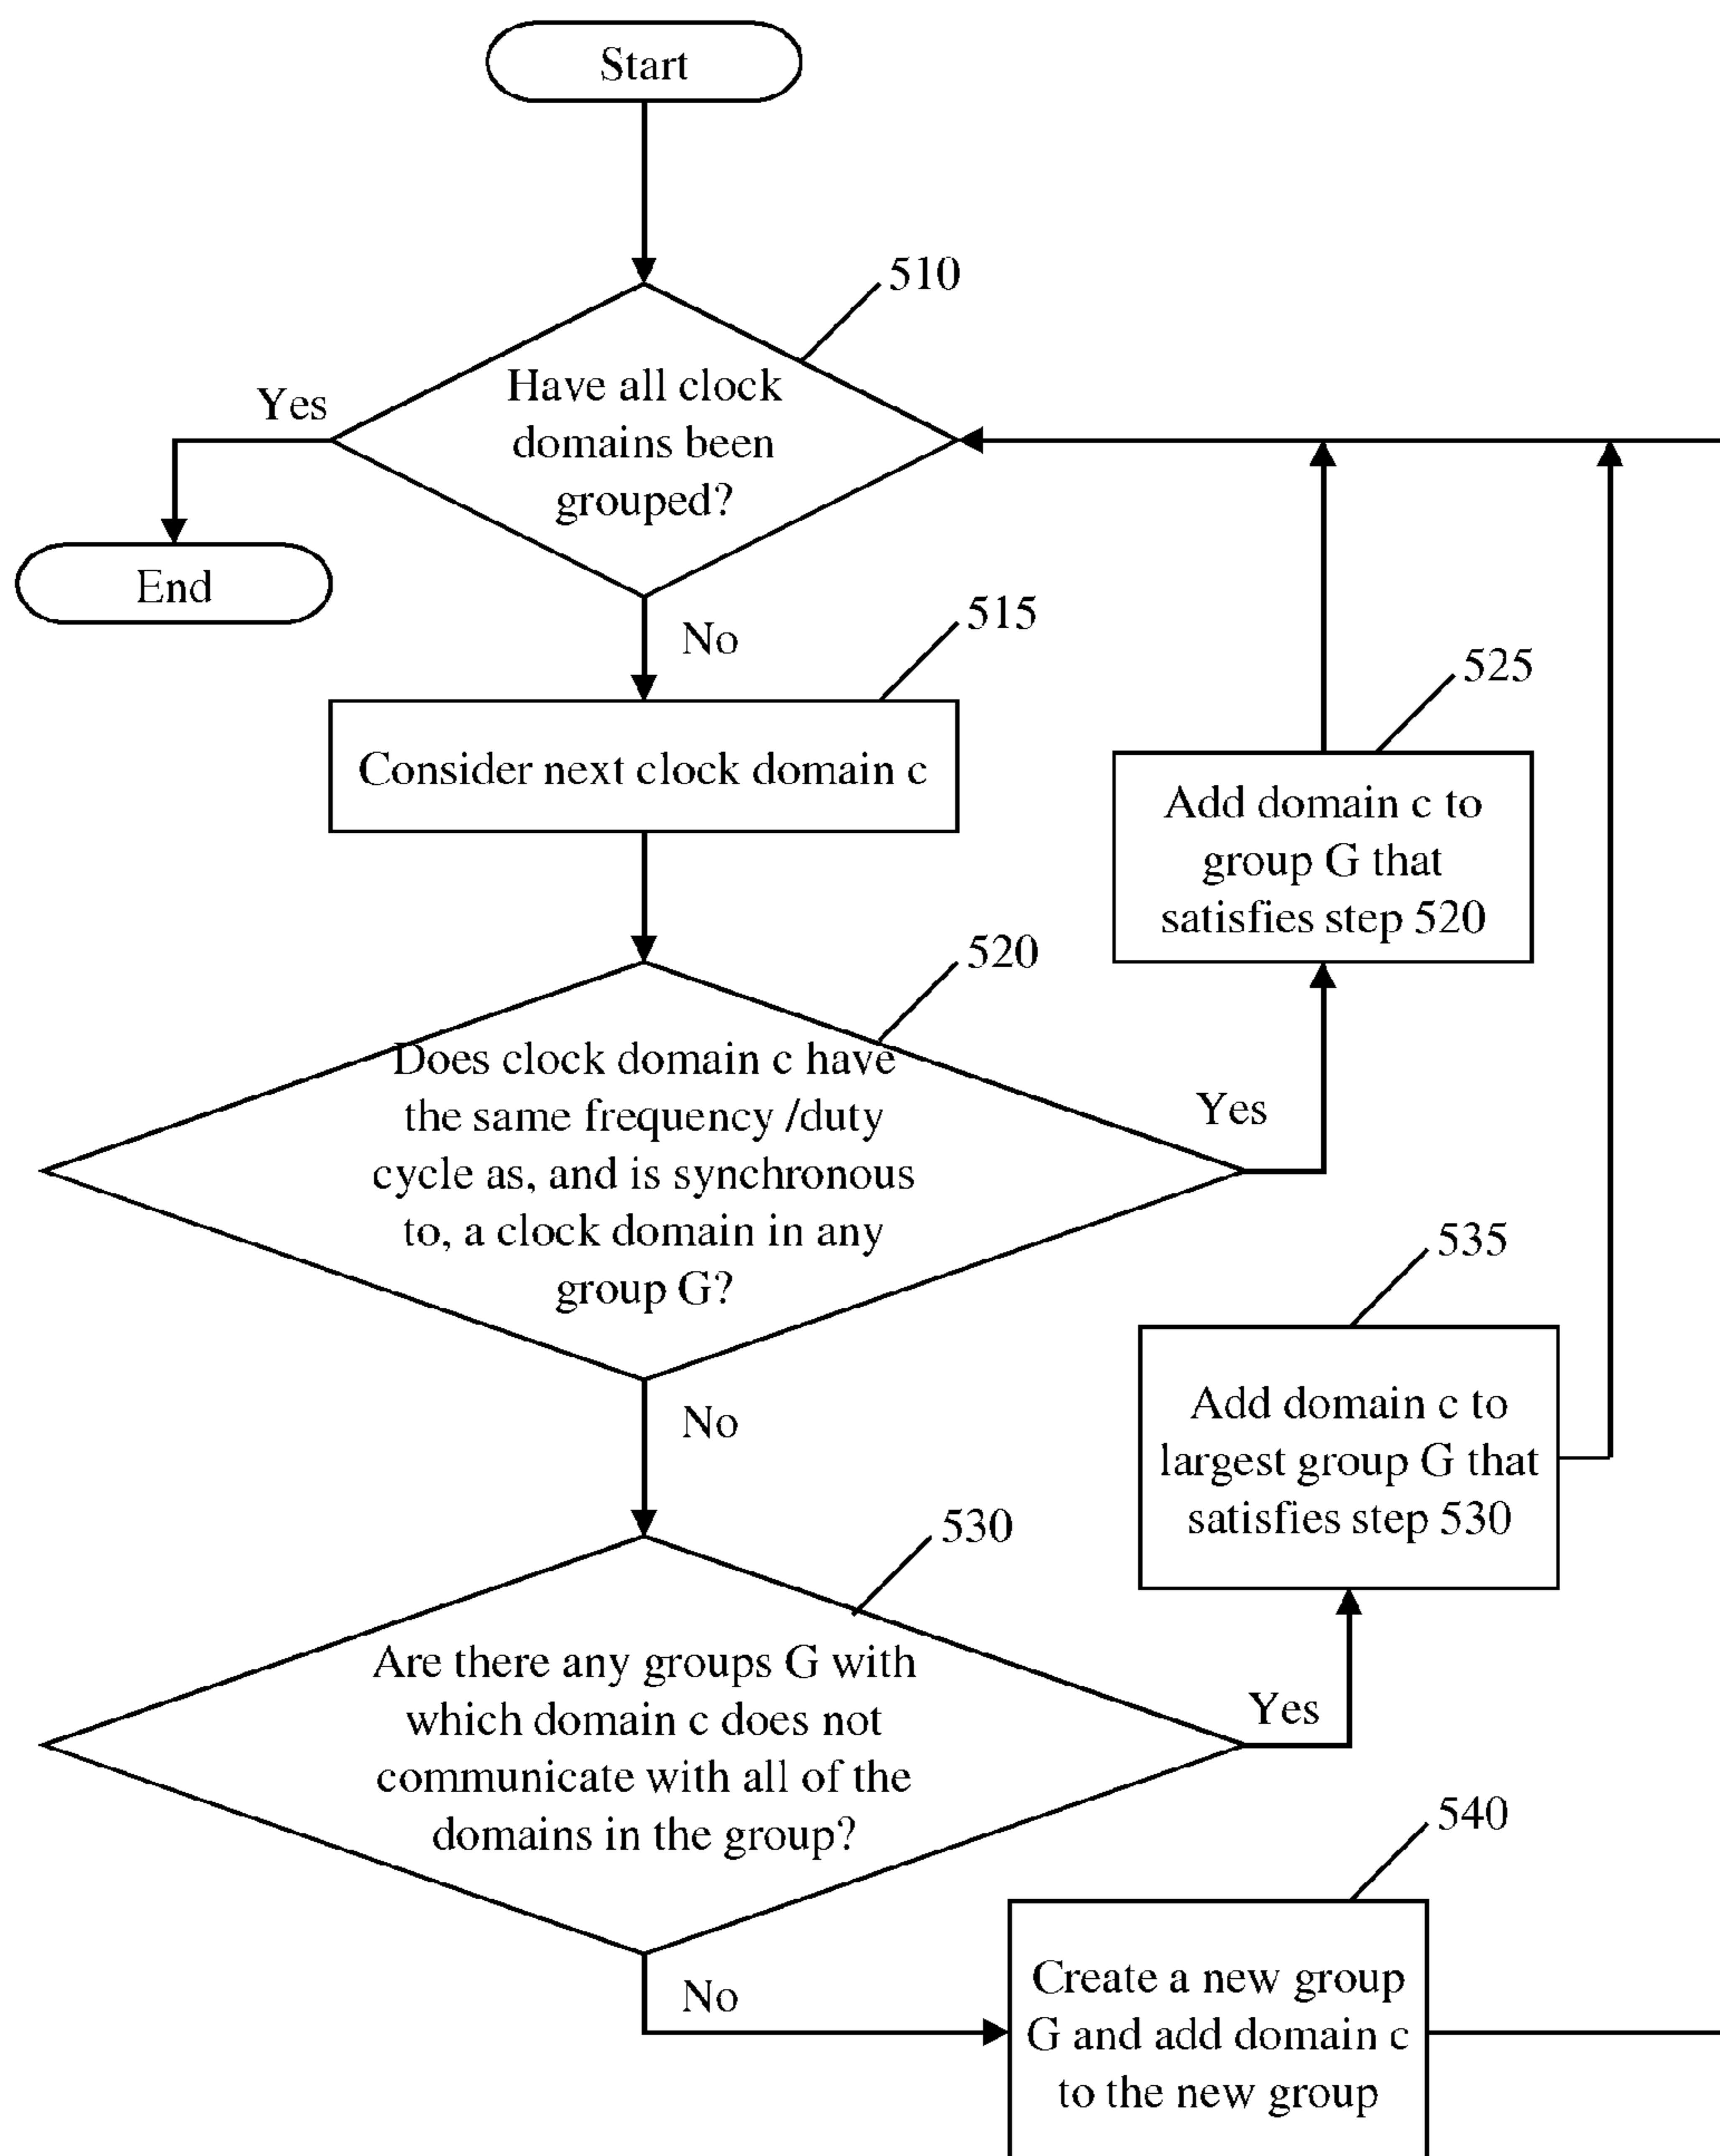 Start
510
Have all clock
domains been
grouped?
Yes
End
No
515
Consider next clock domain c
525
Add domain c to
group G that
satisfies step 520
520
Does clock domain c have
the same frequency /duty
cycle as, and is synchronous
to, a clock domain in any
group G?
Yes
No
535
Add domain c to
largest group G that
satisfies step 530
530
Are there any groups G with
which domain c does not
communicate with all of the
domains in the group?
Yes
No
540
Create a new group
G and add domain c
to the new group